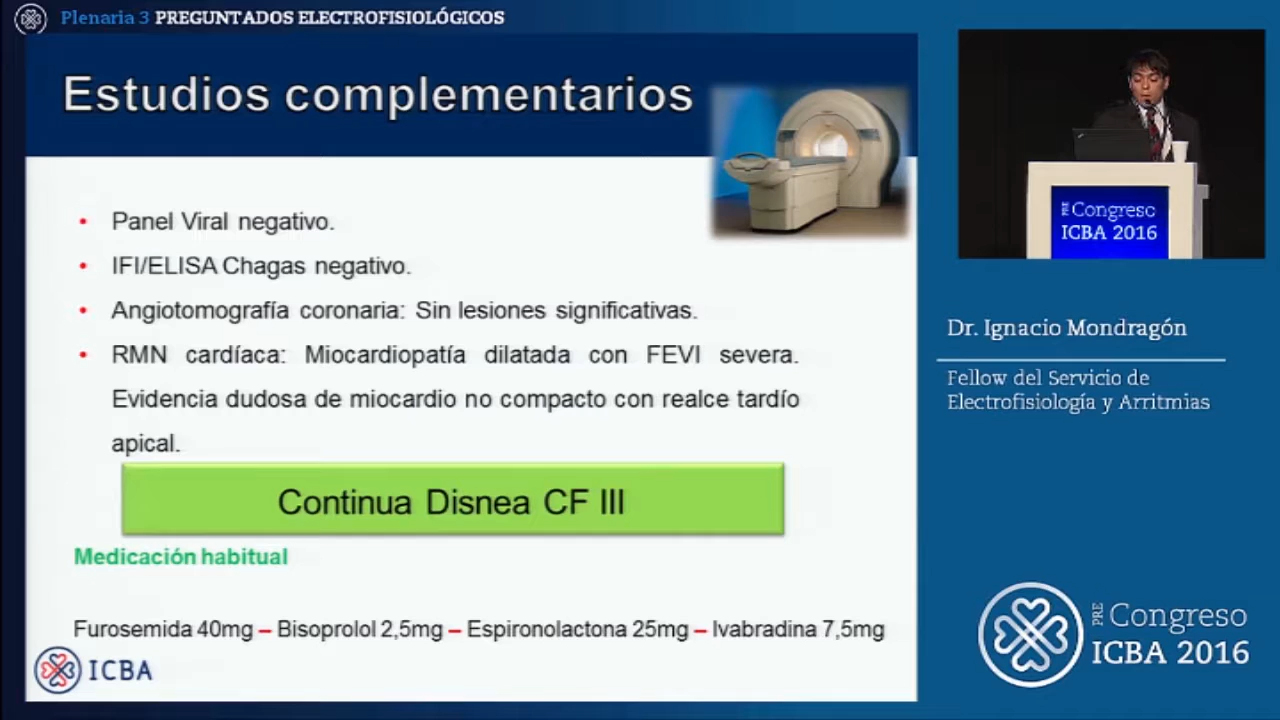 Plenaria 3 PREGUNTADOS ELECTROFISIOLÓGICOS
Estudios complementarios
• Panel Viral negativo.
• IFI/ELISA Chagas negativo.
• Angiotomografía coronaria: Sin lesiones significativas.
• RMN cardíaca: Miocardiopatía dilatada con FEVI severa.
Evidencia dudosa de miocardio no compacto con realce tardío
apical.
Continua Disnea CF III
Medicación habitual
Furosemida 40mg – Bisoprolol 2,5mg – Espironolactona 25mg – Ivabradina 7,5mg
ICBA
PRE Congreso
ICBA 2016
Dr. Ignacio Mondragón
Fellow del Servicio de
Electrofisiología y Arritmias
PRE Congreso
ICBA 2016